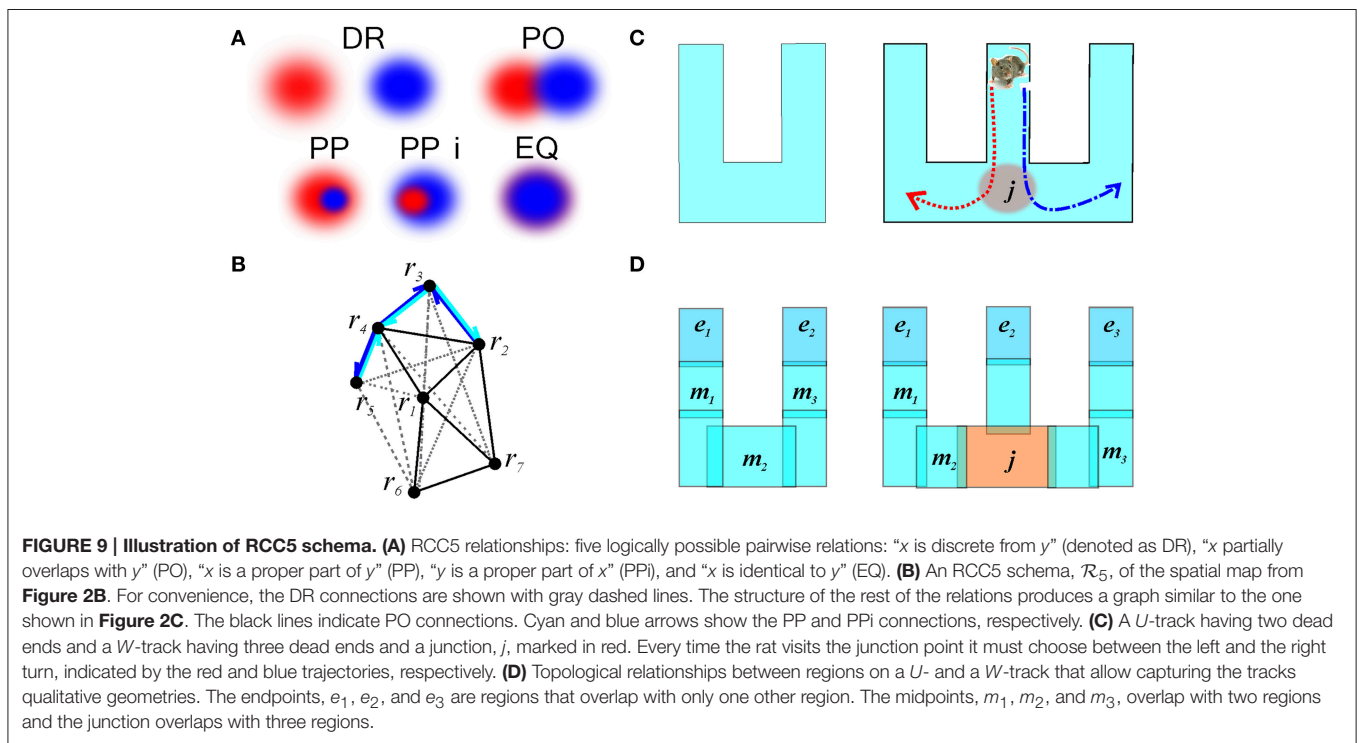 A
DR
PO
PP
PP i
EQ
B
r3
r4
r2
r5
r1
r7
r6
C
j
D
e1
e2
e1
e2
e3
m1
m3
m1
m2
m2
j
m3
FIGURE 9 | Illustration of RCC5 schema. (A) RCC5 relationships: five logically possible pairwise relations: “x is discrete from y” (denoted as DR), “x partially
overlaps with y” (PO), “x is a proper part of y” (PP), “y is a proper part of x” (PPi), and “x is identical to y” (EQ). (B) An RCC5 schema, ℛ5, of the spatial map from
Figure 2B. For convenience, the DR connections are shown with gray dashed lines. The structure of the rest of the relations produces a graph similar to the one
shown in Figure 2C. The black lines indicate PO connections. Cyan and blue arrows show the PP and PPi connections, respectively. (C) A U-track having two dead
ends and a W-track having three dead ends and a junction, j, marked in red. Every time the rat visits the junction point it must choose between the left and the right
turn, indicated by the red and blue trajectories, respectively. (D) Topological relationships between regions on a U- and a W-track that allow capturing the tracks
qualitative geometries. The endpoints, e1, e2, and e3 are regions that overlap with only one other region. The midpoints, m1, m2, and m3, overlap with two regions
and the junction overlaps with three regions.